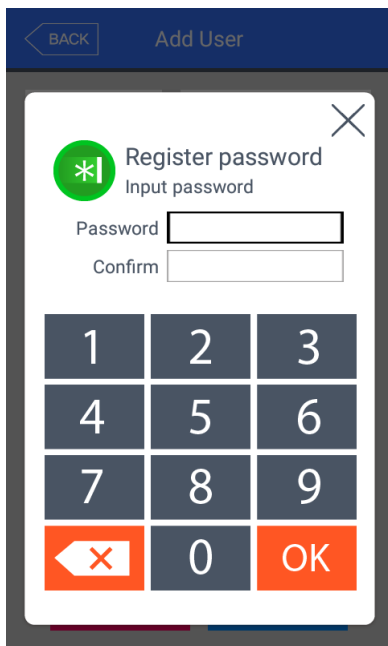 BACK Add User
Register password
Input password
Password
Confirm
1 2 3
4 5 6
7 8 9
0 OK